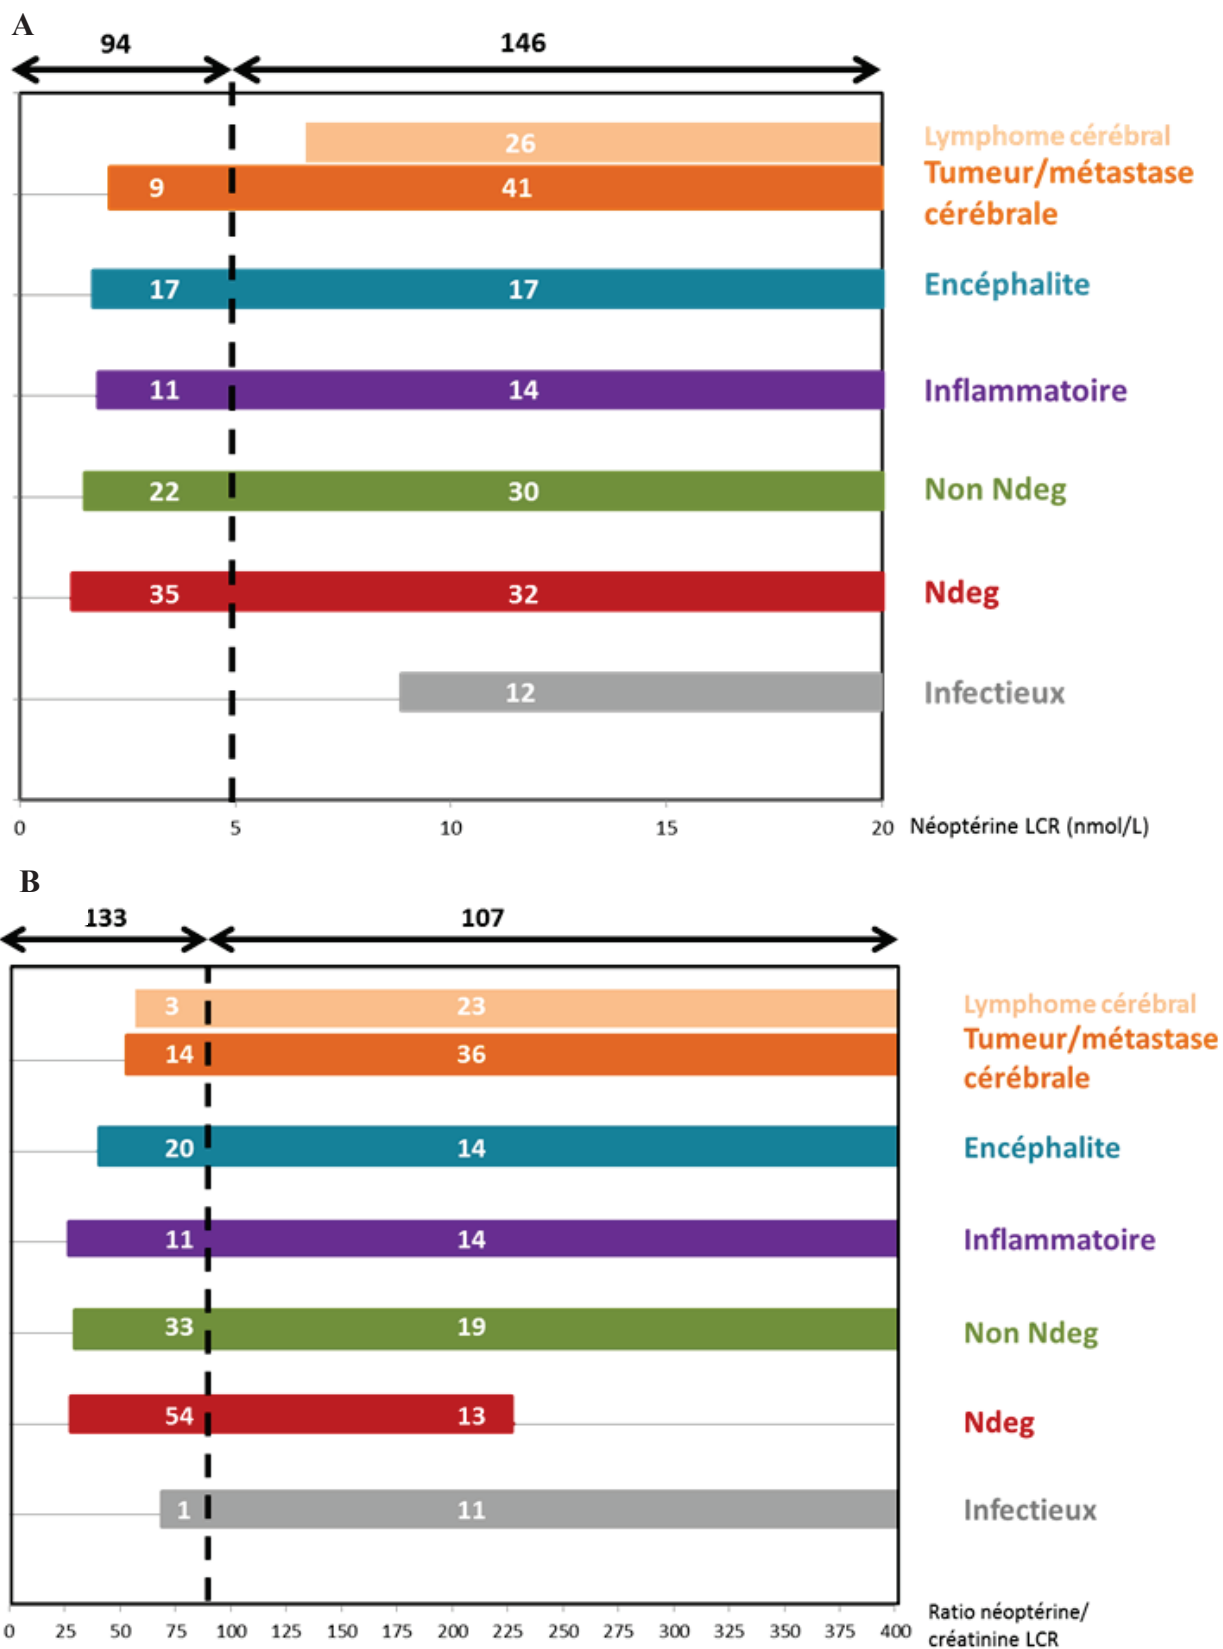 A
94 146
26 Lymphome cérébral
9 41 Tumeur/métastase
cérébrale
17 17 Encéphalite
11 14 Inflammatoire
22 30 Non Ndeg
35 32 Ndeg
12 Infectieux
0 5 10 15 20 Néoptérine LCR (nmol/L)
B
133 107
3 23 Lymphome cérébral
14 36 Tumeur/métastase
cérébrale
20 14 Encéphalite
11 14 Inflammatoire
33 19 Non Ndeg
54 13 Ndeg
1 11 Infectieux
0 25 50 75 100 125 150 175 200 225 250 275 300 325 350 375 400 Ratio néoptérine/
créatinine LCR